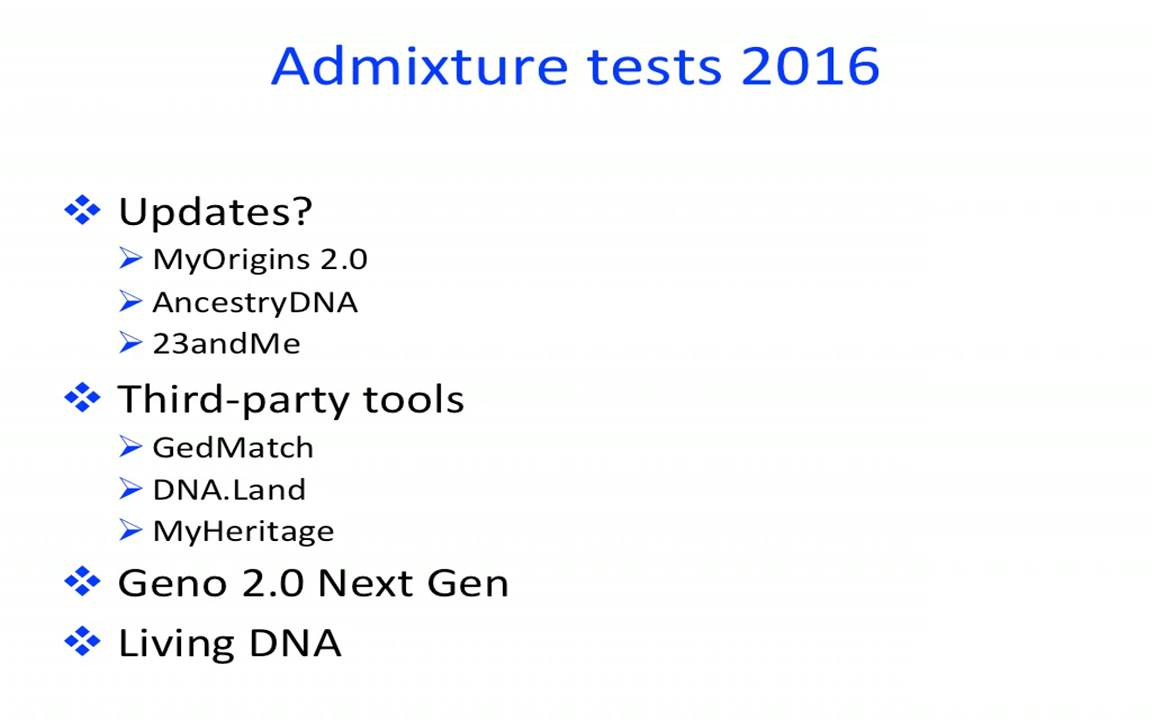 Admixture tests 2016
Updates?
MyOrigins 2.0
AncestryDNA
23andMe
Third-party tools
GedMatch
DNA.Land
MyHeritage
Geno 2.0 Next Gen
Living DNA